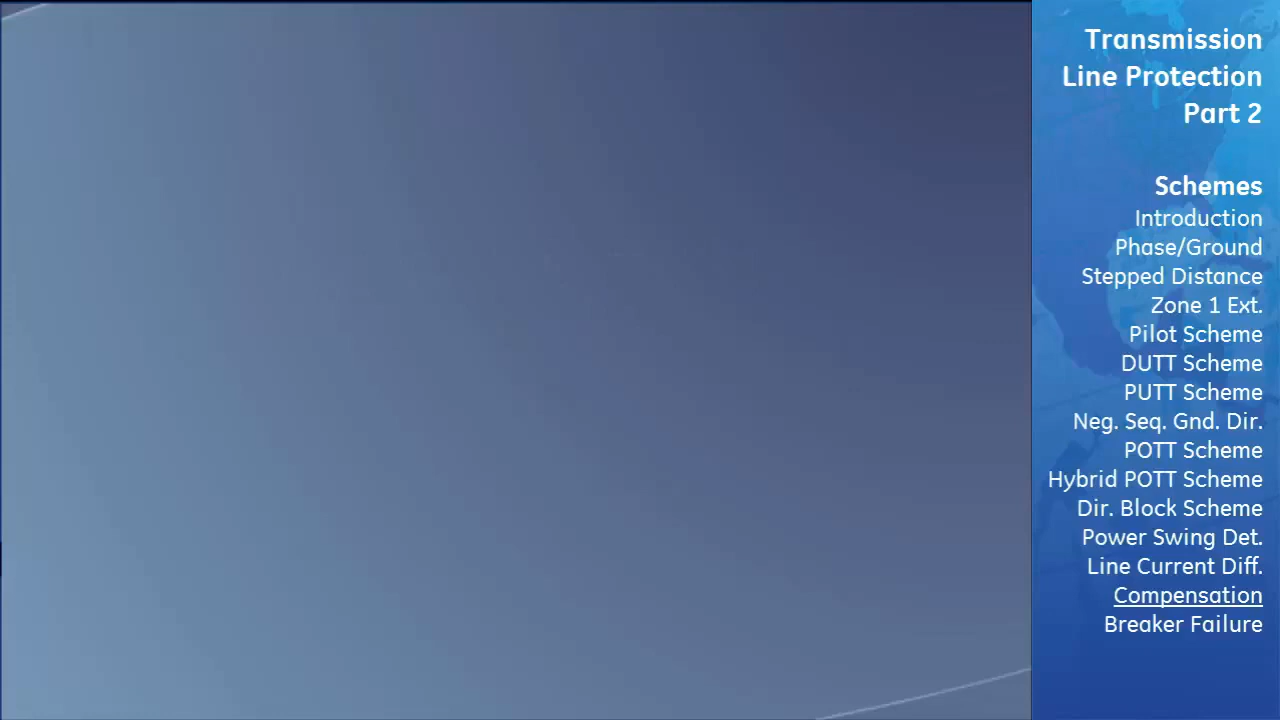 Transmission
Line Protection
Part 2
Schemes
Introduction
Phase/Ground
Stepped Distance
Zone 1 Ext.
Pilot Scheme
DUTT Scheme
PUTT Scheme
Neg. Seq. Gnd. Dir.
POTT Scheme
Hybrid POTT Scheme
Dir. Block Scheme
Power Swing Det.
Line Current Diff.
Compensation
Breaker Failure